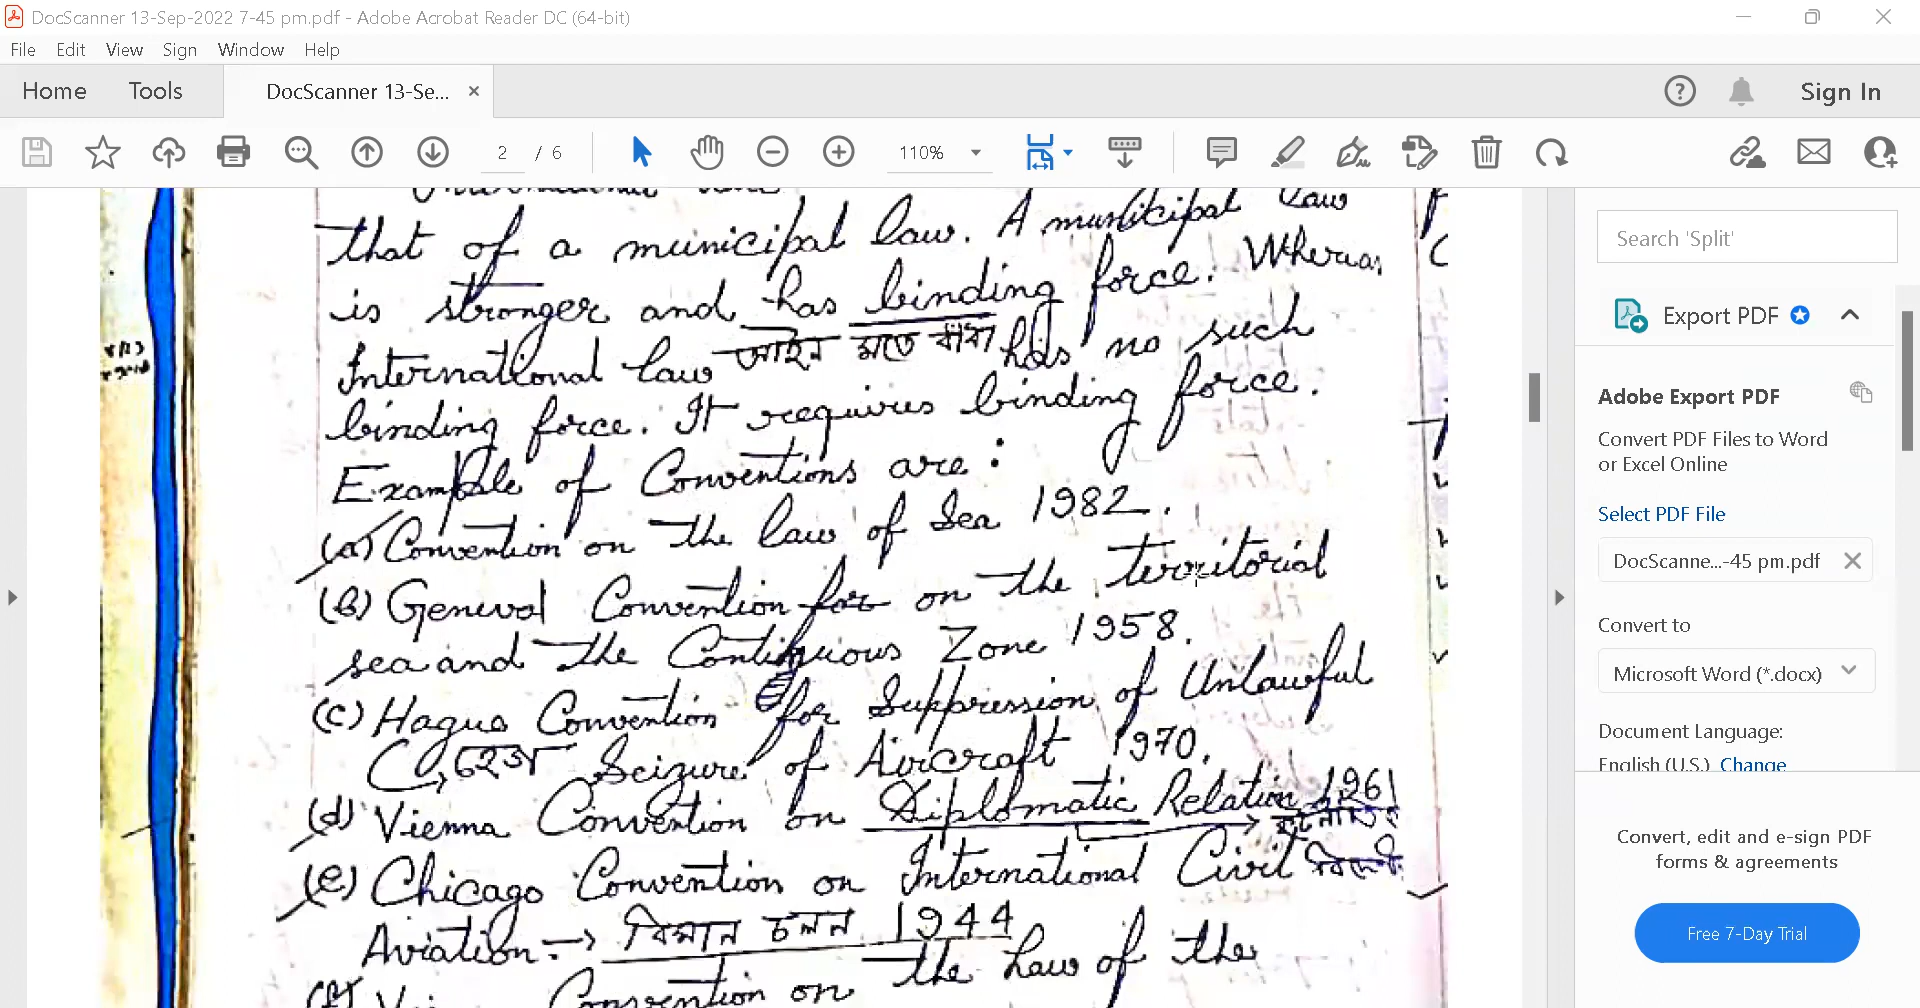 DocScanner 13-Sep-2022 7-45 pm.pdf - Adobe Acrobat Reader DC (64-bit)
File Edit View Sign Window Help
Home Tools DocScanner 13-Se... × Sign In
2 / 6 110%
that of a municipal law. A municipal law
is stronger and has binding force. Whereas
আইন মতে বাধ্য
International law has no such
binding force. It requires binding force.
Example of Conventions are :
(a) Convention on the law of Sea 1982.
(b) Geneval Convention for on the territorial
sea and the Contiguous Zone 1958.
(c) Hague Convention for Suppression of Unlawful
হেগ Seizure of Aircraft 1970.
(d) Vienna Convention on Diplomatic Relation 1961
(e) Chicago Convention on International Civil
Aviation. → বিমান চলন 1944
Convention on the Law of the
Search 'Split'
Export PDF
Adobe Export PDF
Convert PDF Files to Word
or Excel Online
Select PDF File
DocScanne...-45 pm.pdf
Convert to
Microsoft Word (*.docx)
Document Language:
English (U.S.) Change
Convert, edit and e-sign PDF
forms & agreements
Free 7-Day Trial